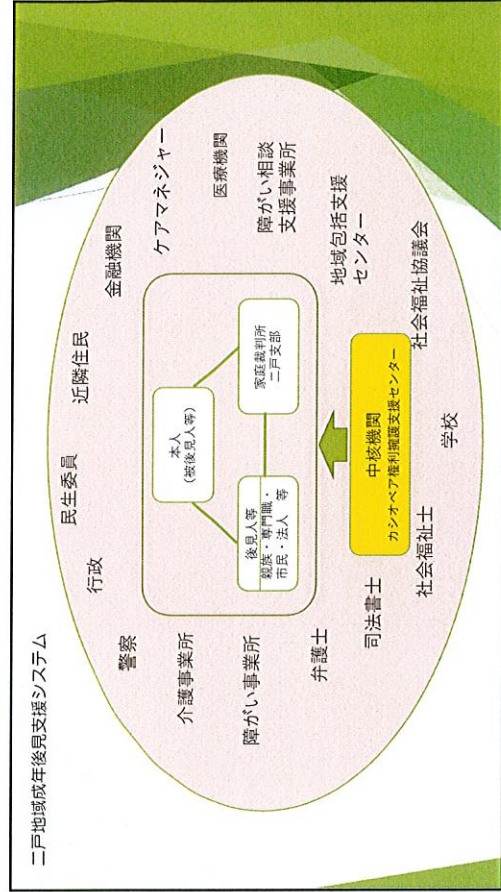 二戸地域成年後見支援システム
近隣住民
民生委員
金融機関
行政
ケアマネジャー
警察
医療機関
介護事業所
障がい相談
支援事業所
障がい事業所
地域包括支援
センター
弁護士
社会福祉協議会
司法書士
社会福祉士
学校
本人
(被後見人等)
後見人等
親族・専門職・
市民・法人 等
家庭裁判所
二戸支部
中核機関
カシオペア権利擁護支援センター